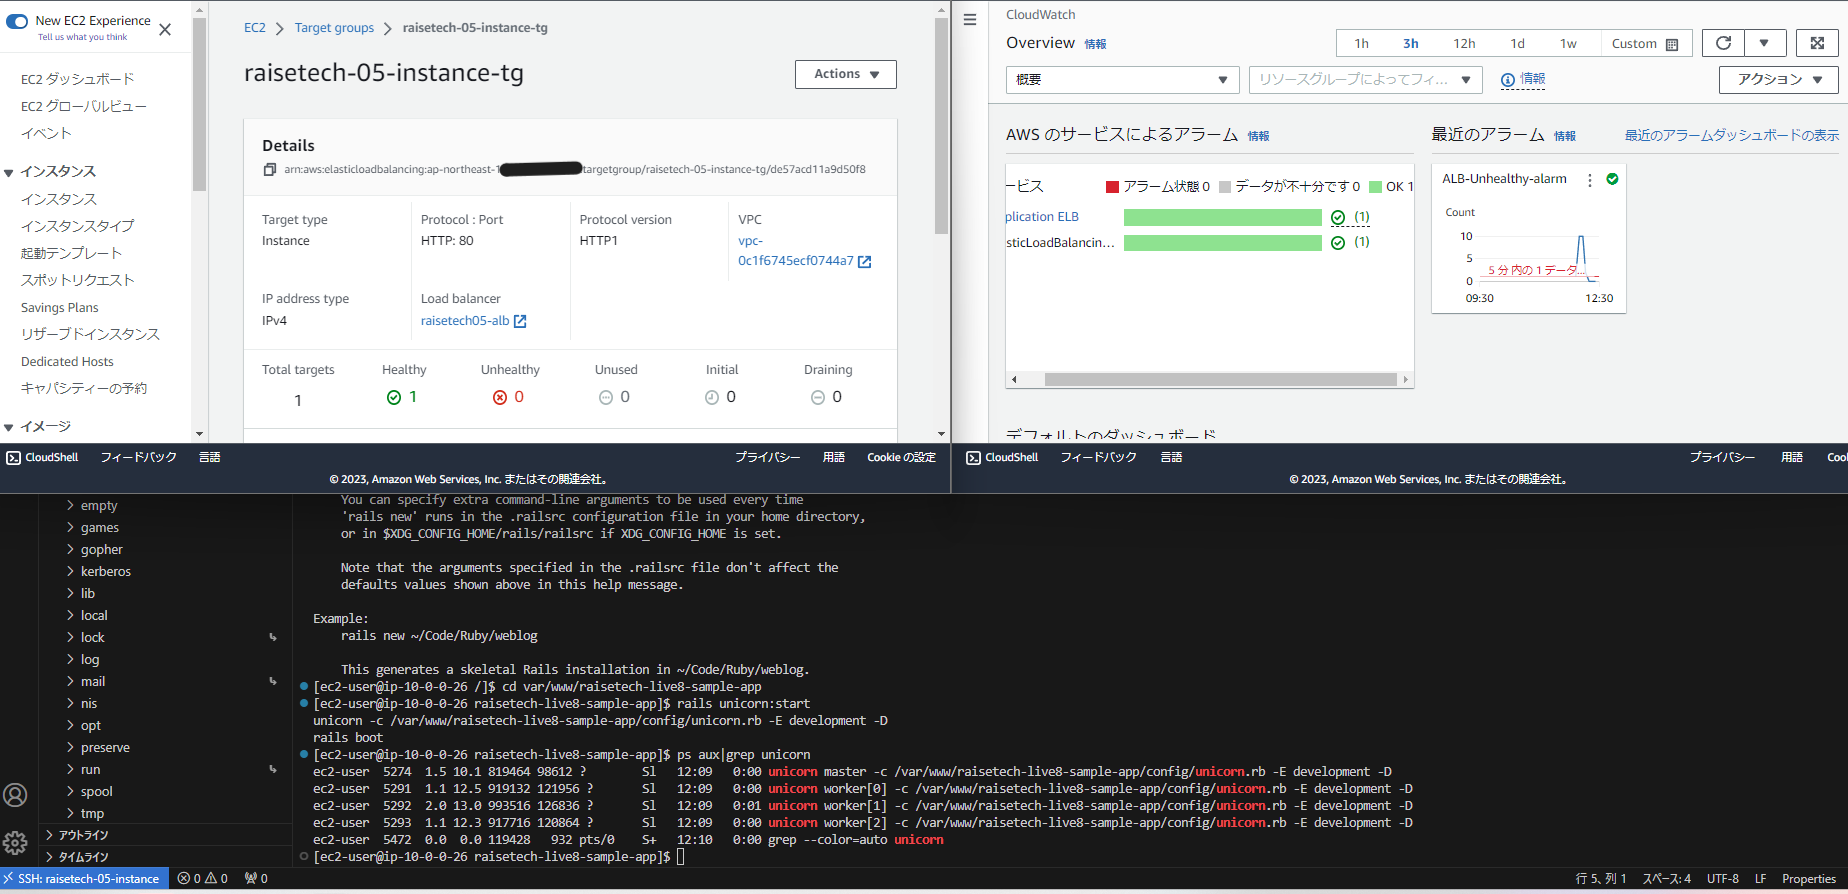 New EC2 Experience
Tell us what you think
EC2 ダッシュボード
EC2 グローバルビュー
イベント
インスタンス
インスタンス
インスタンスタイプ
起動テンプレート
スポットリクエスト
Savings Plans
リザーブドインスタンス
Dedicated Hosts
キャパシティーの予約
イメージ
EC2 > Target groups > raisetech-05-instance-tg
raisetech-05-instance-tg
Actions
Details
arn:aws:elasticloadbalancing:ap-northeast-1 targetgroup/raisetech-05-instance-tg/de57acd11a9d50f8
Target type
Instance
Protocol : Port
HTTP: 80
Protocol version
HTTP1
VPC
vpc-
0c1f6745ecf0744a7
IP address type
IPv4
Load balancer
raisetech05-alb
Total targets
1
Healthy
1
Unhealthy
0
Unused
0
Initial
0
Draining
0
CloudShell フィードバック 言語
プライバシー 用語 Cookie の設定
© 2023, Amazon Web Services, Inc. またはその関連会社。
CloudWatch
Overview 情報
1h 3h 12h 1d 1w Custom
概要
リソースグループによってフィ...
情報
アクション
AWS のサービスによるアラーム 情報
ービス アラーム状態 0 データが不十分です 0 OK 1
plication ELB (1)
sticLoadBalancin... (1)
最近のアラーム 情報 最近のアラームダッシュボードの表示
ALB-Unhealthy-alarm
Count
10
5
5 分 内の 1 データ...
0
09:30 12:30
デフォルトのダッシュボード
CloudShell フィードバック 言語
プライバシー 用語 Cool
© 2023, Amazon Web Services, Inc. またはその関連会社。
empty
games
gopher
kerberos
lib
local
lock
log
mail
nis
opt
preserve
run
spool
tmp
アウトライン
タイムライン
You can specify extra command-line arguments to be used every time
'rails new' runs in the .railsrc configuration file in your home directory,
or in $XDG_CONFIG_HOME/rails/railsrc if XDG_CONFIG_HOME is set.
Note that the arguments specified in the .railsrc file don't affect the
defaults values shown above in this help message.
Example:
rails new ~/Code/Ruby/weblog
This generates a skeletal Rails installation in ~/Code/Ruby/weblog.
[ec2-user@ip-10-0-0-26 /]$ cd var/www/raisetech-live8-sample-app
[ec2-user@ip-10-0-0-26 raisetech-live8-sample-app]$ rails unicorn:start
unicorn -c /var/www/raisetech-live8-sample-app/config/unicorn.rb -E development -D
rails boot
[ec2-user@ip-10-0-0-26 raisetech-live8-sample-app]$ ps aux|grep unicorn
ec2-user 5274 1.5 10.1 819464 98612 ? Sl 12:09 0:00 unicorn master -c /var/www/raisetech-live8-sample-app/config/unicorn.rb -E development -D
ec2-user 5291 1.1 12.5 919132 121956 ? Sl 12:09 0:00 unicorn worker[0] -c /var/www/raisetech-live8-sample-app/config/unicorn.rb -E development -D
ec2-user 5292 2.0 13.0 993516 126836 ? Sl 12:09 0:01 unicorn worker[1] -c /var/www/raisetech-live8-sample-app/config/unicorn.rb -E development -D
ec2-user 5293 1.1 12.3 917716 120864 ? Sl 12:09 0:00 unicorn worker[2] -c /var/www/raisetech-live8-sample-app/config/unicorn.rb -E development -D
ec2-user 5472 0.0 0.0 119428 932 pts/0 S+ 12:10 0:00 grep --color=auto unicorn
[ec2-user@ip-10-0-0-26 raisetech-live8-sample-app]$
SSH: raisetech-05-instance 0 0 0
行 5、列 1 スペース: 4 UTF-8 LF Properties